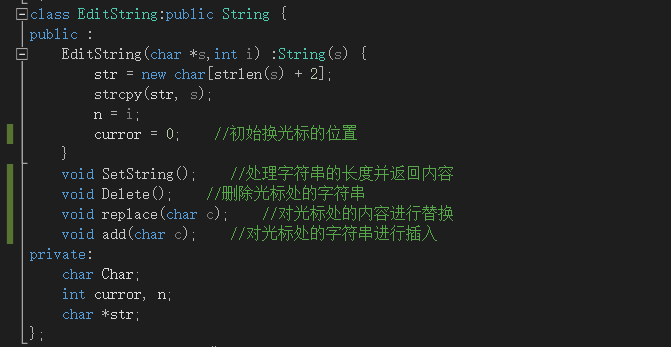 class EditString:public String {
public :
    EditString(char *s,int i) :String(s) {
        str = new char[strlen(s) + 2];
        strcpy(str, s);
        n = i;
        curror = 0;    //初始换光标的位置
    }
    void SetString();    //处理字符串的长度并返回内容
    void Delete();    //删除光标处的字符串
    void replace(char c);    //对光标处的内容进行替换
    void add(char c);    //对光标处的字符串进行插入
private:
    char Char;
    int curror, n;
    char *str;
};